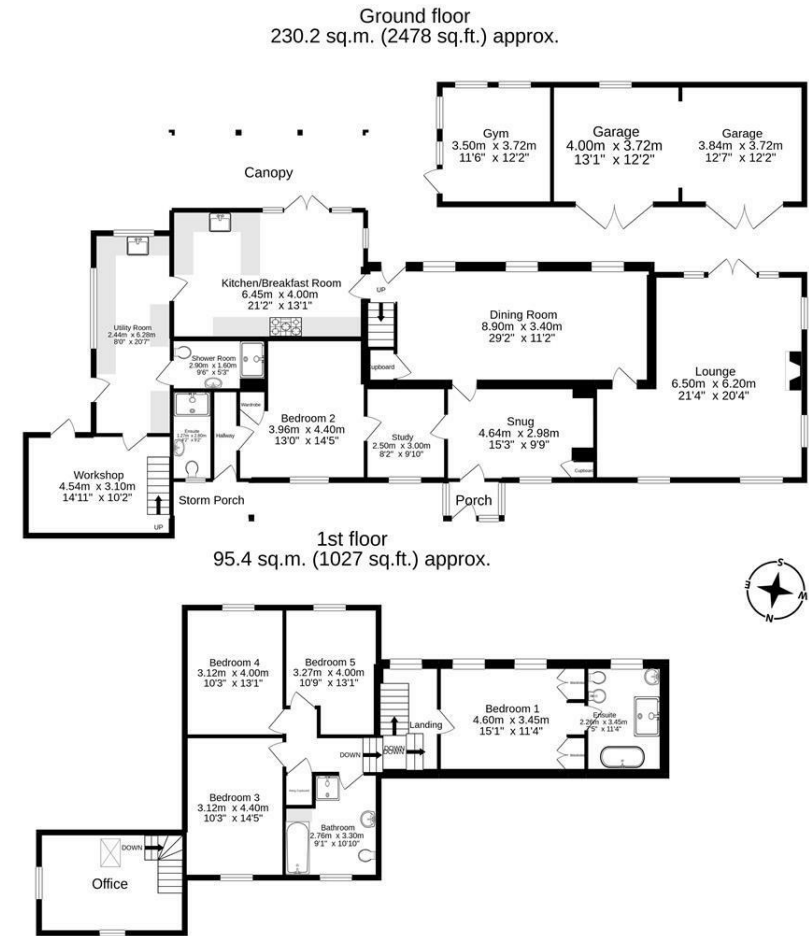 Ground floor
230.2 sq.m. (2478 sq.ft.) approx.
Gym
3.50m x 3.72m
11'6" x 12'2"
Garage
4.00m x 3.72m
13'1" x 12'2"
Garage
3.84m x 3.72m
12'7" x 12'2"
Canopy
Kitchen/Breakfast Room
6.45m x 4.00m
21'2" x 13'1"
UP
Utility Room
2.44m x 6.28m
8'0" x 20'7"
Dining Room
8.90m x 3.40m
29'2" x 11'2"
Shower Room
2.90m x 1.60m
9'6" x 5'3"
upboard
Lounge
6.50m x 6.20m
21'4" x 20'4"
Wardrobe
Bedroom 2
3.96m x 4.40m
13'0" x 14'5"
Ensuite
Hallway
Study
2.50m x 3.00m
8'2" x 9'10"
Snug
4.64m x 2.98m
15'3" x 9'9"
Cupboard
Workshop
4.54m x 3.10m
14'11" x 10'2"
UP
Storm Porch
Porch
1st floor
95.4 sq.m. (1027 sq.ft.) approx.
S
E
W
N
Bedroom 4
3.12m x 4.00m
10'3" x 13'1"
Bedroom 5
3.27m x 4.00m
10'9" x 13'1"
Landing
Bedroom 1
4.60m x 3.45m
15'1" x 11'4"
Ensuite
2.26m x 3.45m
7'5" x 11'4"
DOWN
DOWN
DOWN
Bedroom 3
3.12m x 4.40m
10'3" x 14'5"
Bathroom
2.76m x 3.30m
9'1" x 10'10"
DOWN
Office